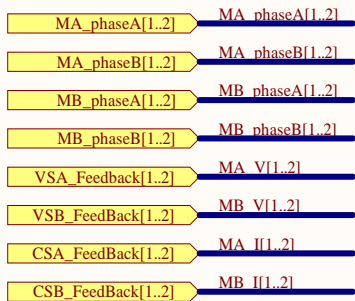 MA_phaseA[1..2] MA_phaseA[1..2]
MA_phaseB[1..2] MA_phaseB[1..2]
MB_phaseA[1..2] MB_phaseA[1..2]
MB_phaseB[1..2] MB_phaseB[1..2]
VSA_Feedback[1..2] MA_V[1..2]
VSB_FeedBack[1..2] MB_V[1..2]
CSA_FeedBack[1..2] MA_I[1..2]
CSB_FeedBack[1..2] MB_I[1..2]